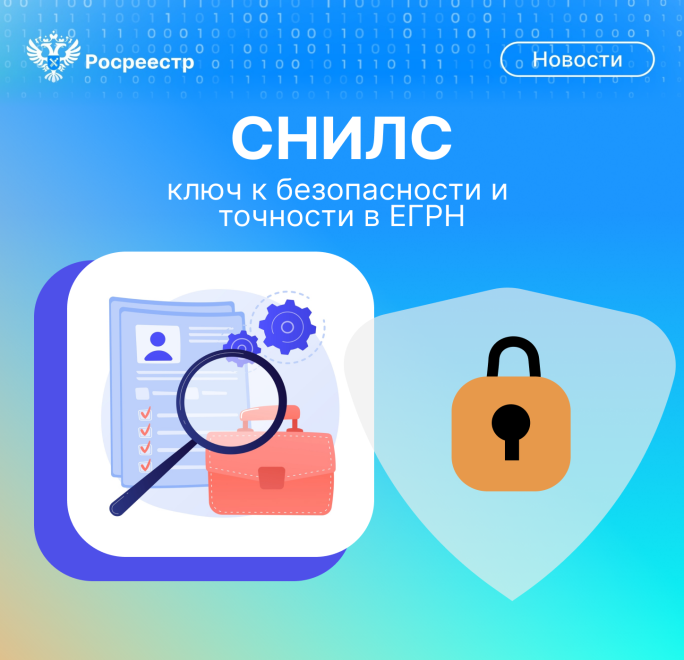 Росреестр
Новости
СНИЛС
ключ к безопасности и
точности в ЕГРН